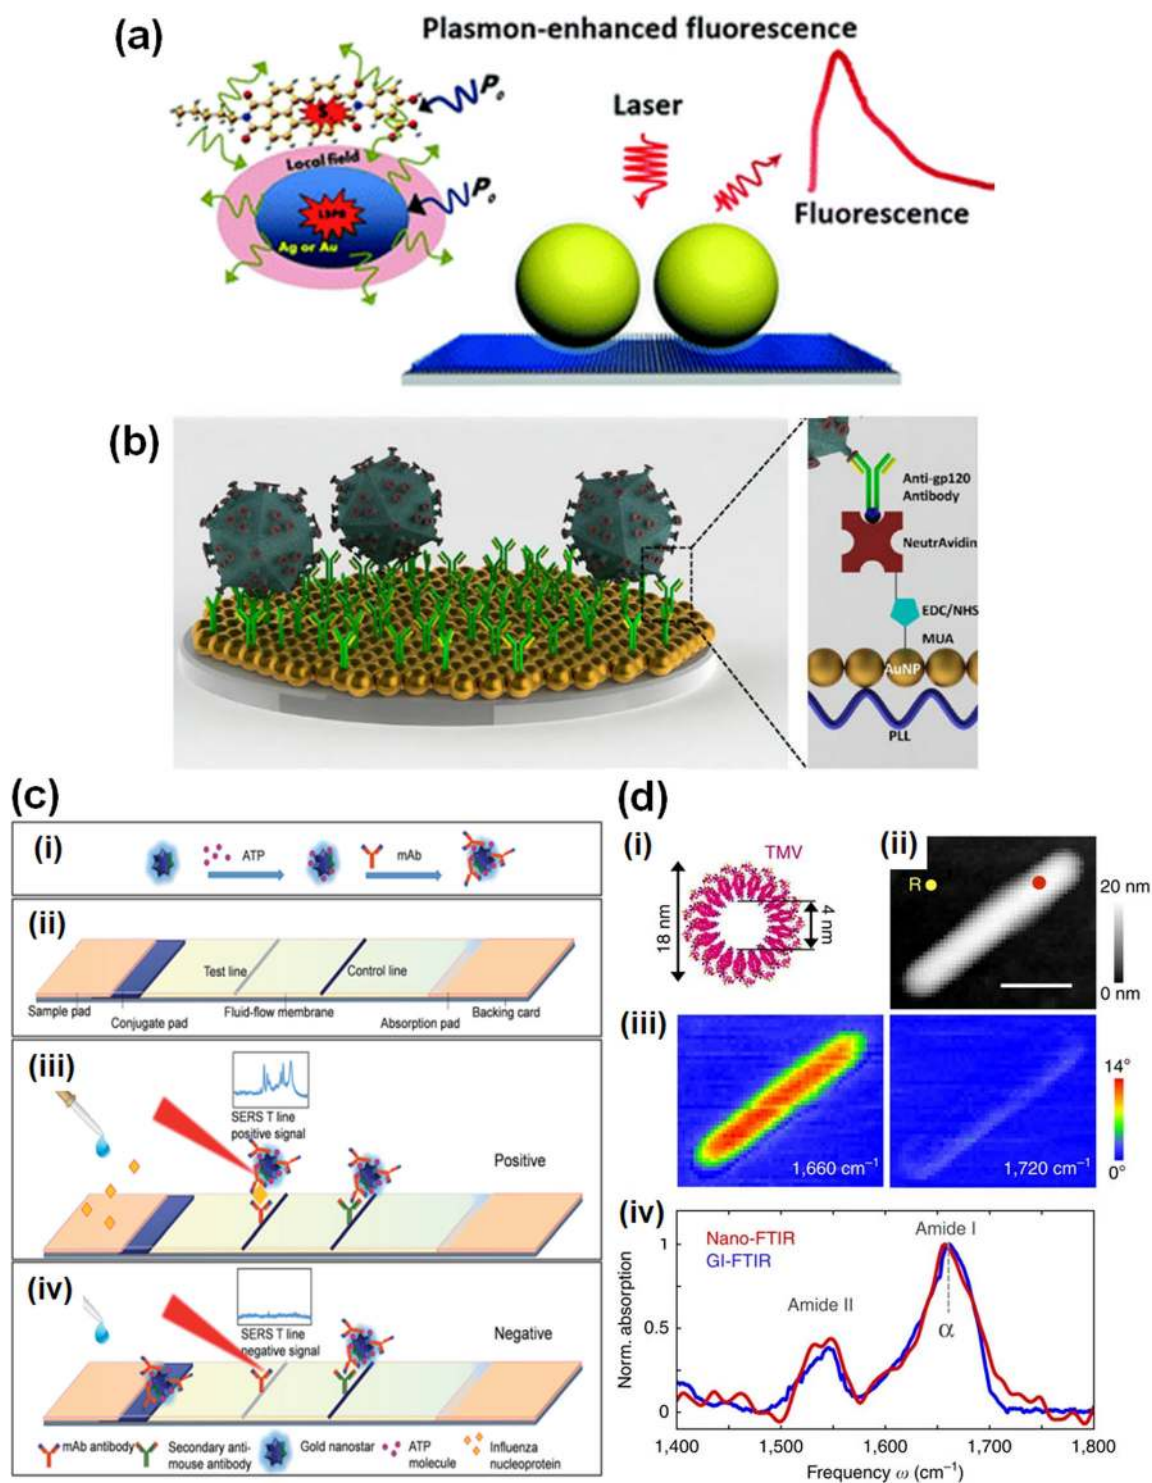 (a)
Plasmon-enhanced fluorescence
P₀
Laser
Local field
P₀
Ag or Au
Fluorescence
(b)
Anti-gp120
Antibody
NeutrAvidin
EDC/NHS
MUA
AuNP
PLL
(c)
(i)
ATP
mAb
(ii)
Test line
Control line
Sample pad
Conjugate pad
Fluid-flow membrane
Absorption pad
Backing card
(iii)
SERS T line
positive signal
Positive
(iv)
SERS T line
negative signal
Negative
mAb antibody
Secondary anti-
mouse antibody
Gold nanostar
ATP
molecule
Influenza
nucleoprotein
(d)
(i)
TMV
18 nm
4 nm
(ii)
R
20 nm
0 nm
(iii)
1,660 cm⁻¹
1,720 cm⁻¹
14°
0°
(iv)
Nano-FTIR
GI-FTIR
Amide I
Amide II
α
Norm. absorption
1
0.5
0
1,400
1,500
1,600
1,700
1,800
Frequency ω (cm⁻¹)